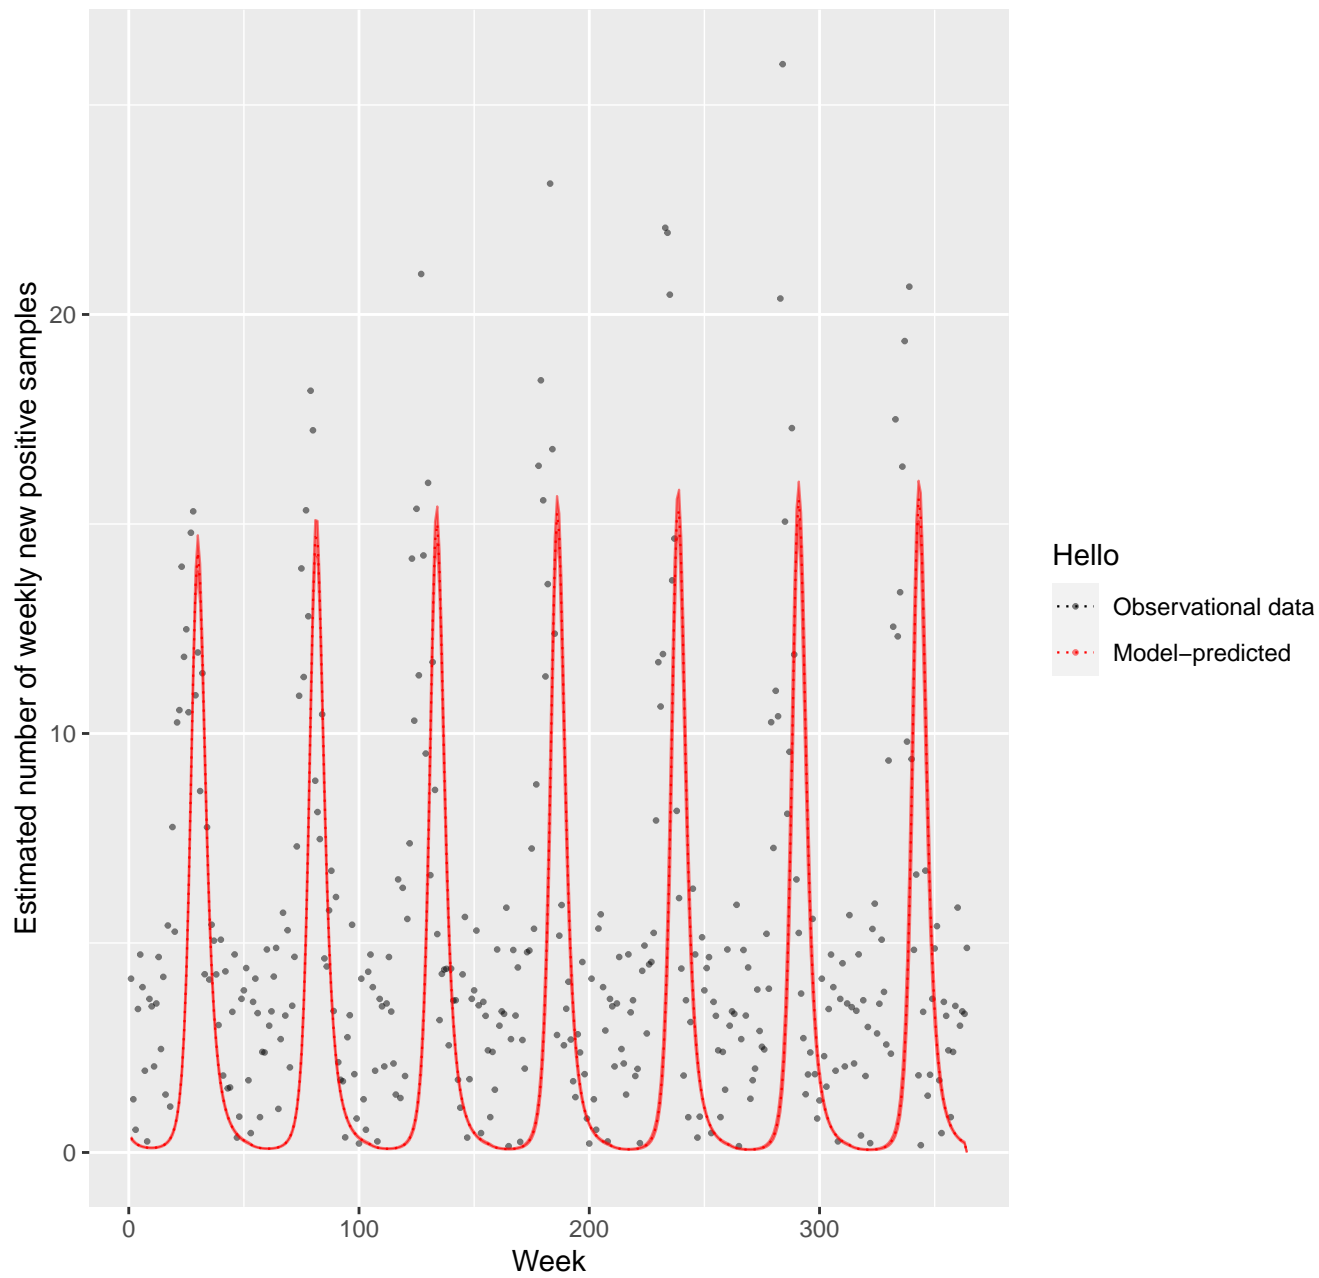 Estimated number of weekly new positive samples
20
10
0
0
100
200
300
Week
Hello
Observational data
Model−predicted